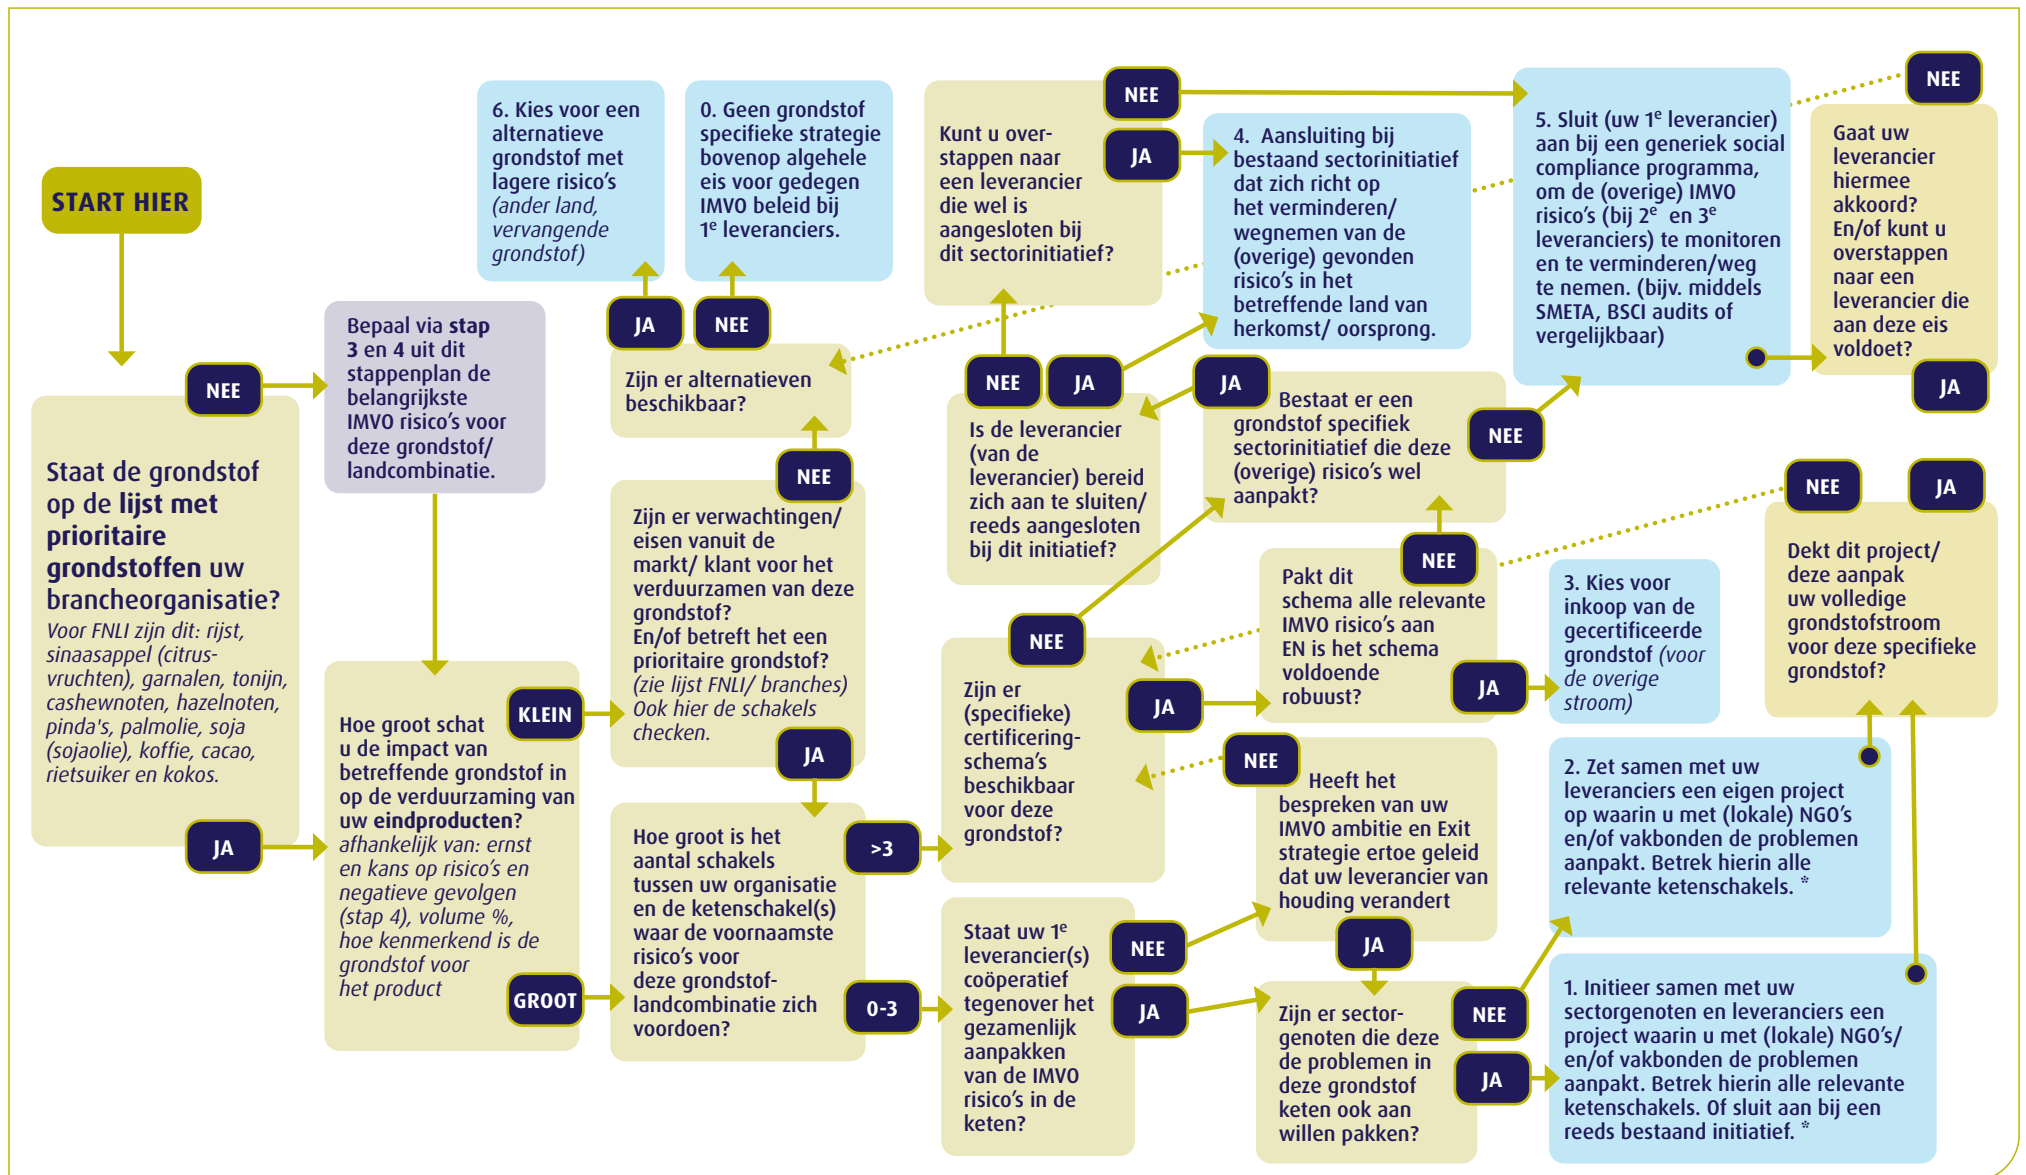 START HIER
NEE
Staat de grondstof
op de lijst met
prioritaire
grondstoffen uw
brancheorganisatie?
Voor FNLI zijn dit: rijst,
sinaasappel (citrus-
vruchten), garnalen, tonijn,
cashewnoten, hazelnoten,
pinda's, palmolie, soja
(sojaolie), koffie, cacao,
rietsuiker en kokos.
JA
Bepaal via stap
3 en 4 uit dit
stappenplan de
belangrijkste
IMVO risico's voor
deze grondstof/
landcombinatie.
Hoe groot schat
u de impact van
betreffende grondstof in
op de verduurzaming van
uw eindproducten?
afhankelijk van: ernst
en kans op risico's en
negatieve gevolgen
(stap 4), volume %,
hoe kenmerkend is de
grondstof voor
het product
KLEIN
GROOT
6. Kies voor een
alternatieve
grondstof met
lagere risico's
(ander land,
vervangende
grondstof)
0. Geen grondstof
specifieke strategie
bovenop algehele
eis voor gedegen
IMVO beleid bij
1e leveranciers.
JA
NEE
Zijn er alternatieven
beschikbaar?
NEE
Zijn er verwachtingen/
eisen vanuit de
markt/ klant voor het
verduurzamen van deze
grondstof?
En/of betreft het een
prioritaire grondstof?
(zie lijst FNLI/ branches)
Ook hier de schakels
checken.
JA
Hoe groot is het
aantal schakels
tussen uw organisatie
en de ketenschakel(s)
waar de voornaamste
risico's voor
deze grondstof-
landcombinatie zich
voordoen?
>3
0-3
Kunt u over-
stappen naar
een leverancier
die wel is
aangesloten bij
dit sectorinitiatief?
NEE
JA
4. Aansluiting bij
bestaand sectorinitiatief
dat zich richt op
het verminderen/
wegnemen van de
(overige) gevonden
risico's in het
betreffende land van
herkomst/ oorsprong.
NEE
JA
Is de leverancier
(van de
leverancier) bereid
zich aan te sluiten/
reeds aangesloten
bij dit initiatief?
JA
Bestaat er een
grondstof specifiek
sectorinitiatief die deze
(overige) risico's wel
aanpakt?
NEE
5. Sluit (uw 1e leverancier)
aan bij een generiek social
compliance programma,
om de (overige) IMVO
risico's (bij 2e en 3e
leveranciers) te monitoren
en te verminderen/weg
te nemen. (bijv. middels
SMETA, BSCI audits of
vergelijkbaar)
NEE
Gaat uw
leverancier
hiermee
akkoord?
En/of kunt u
overstappen
naar een
leverancier die
aan deze eis
voldoet?
JA
NEE
Zijn er
(specifieke)
certificering-
schema's
beschikbaar
voor deze
grondstof?
JA
NEE
Pakt dit
schema alle relevante
IMVO risico's aan
EN is het schema
voldoende
robuust?
JA
3. Kies voor
inkoop van de
gecertificeerde
grondstof (voor
de overige
stroom)
NEE
JA
Dekt dit project/
deze aanpak
uw volledige
grondstofstroom
voor deze specifieke
grondstof?
Staat uw 1e
leverancier(s)
coöperatief
tegenover het
gezamenlijk
aanpakken
van de IMVO
risico's in de
keten?
NEE
JA
NEE
Heeft het
bespreken van uw
IMVO ambitie en Exit
strategie ertoe geleid
dat uw leverancier van
houding verandert
JA
Zijn er sector-
genoten die deze
de problemen in
deze grondstof
keten ook aan
willen pakken?
NEE
JA
2. Zet samen met uw
leveranciers een eigen project
op waarin u met (lokale) NGO's
en/of vakbonden de problemen
aanpakt. Betrek hierin alle
relevante ketenschakels. *
1. Initieer samen met uw
sectorgenoten en leveranciers een
project waarin u met (lokale) NGO's/
en/of vakbonden de problemen
aanpakt. Betrek hierin alle relevante
ketenschakels. Of sluit aan bij een
reeds bestaand initiatief. *